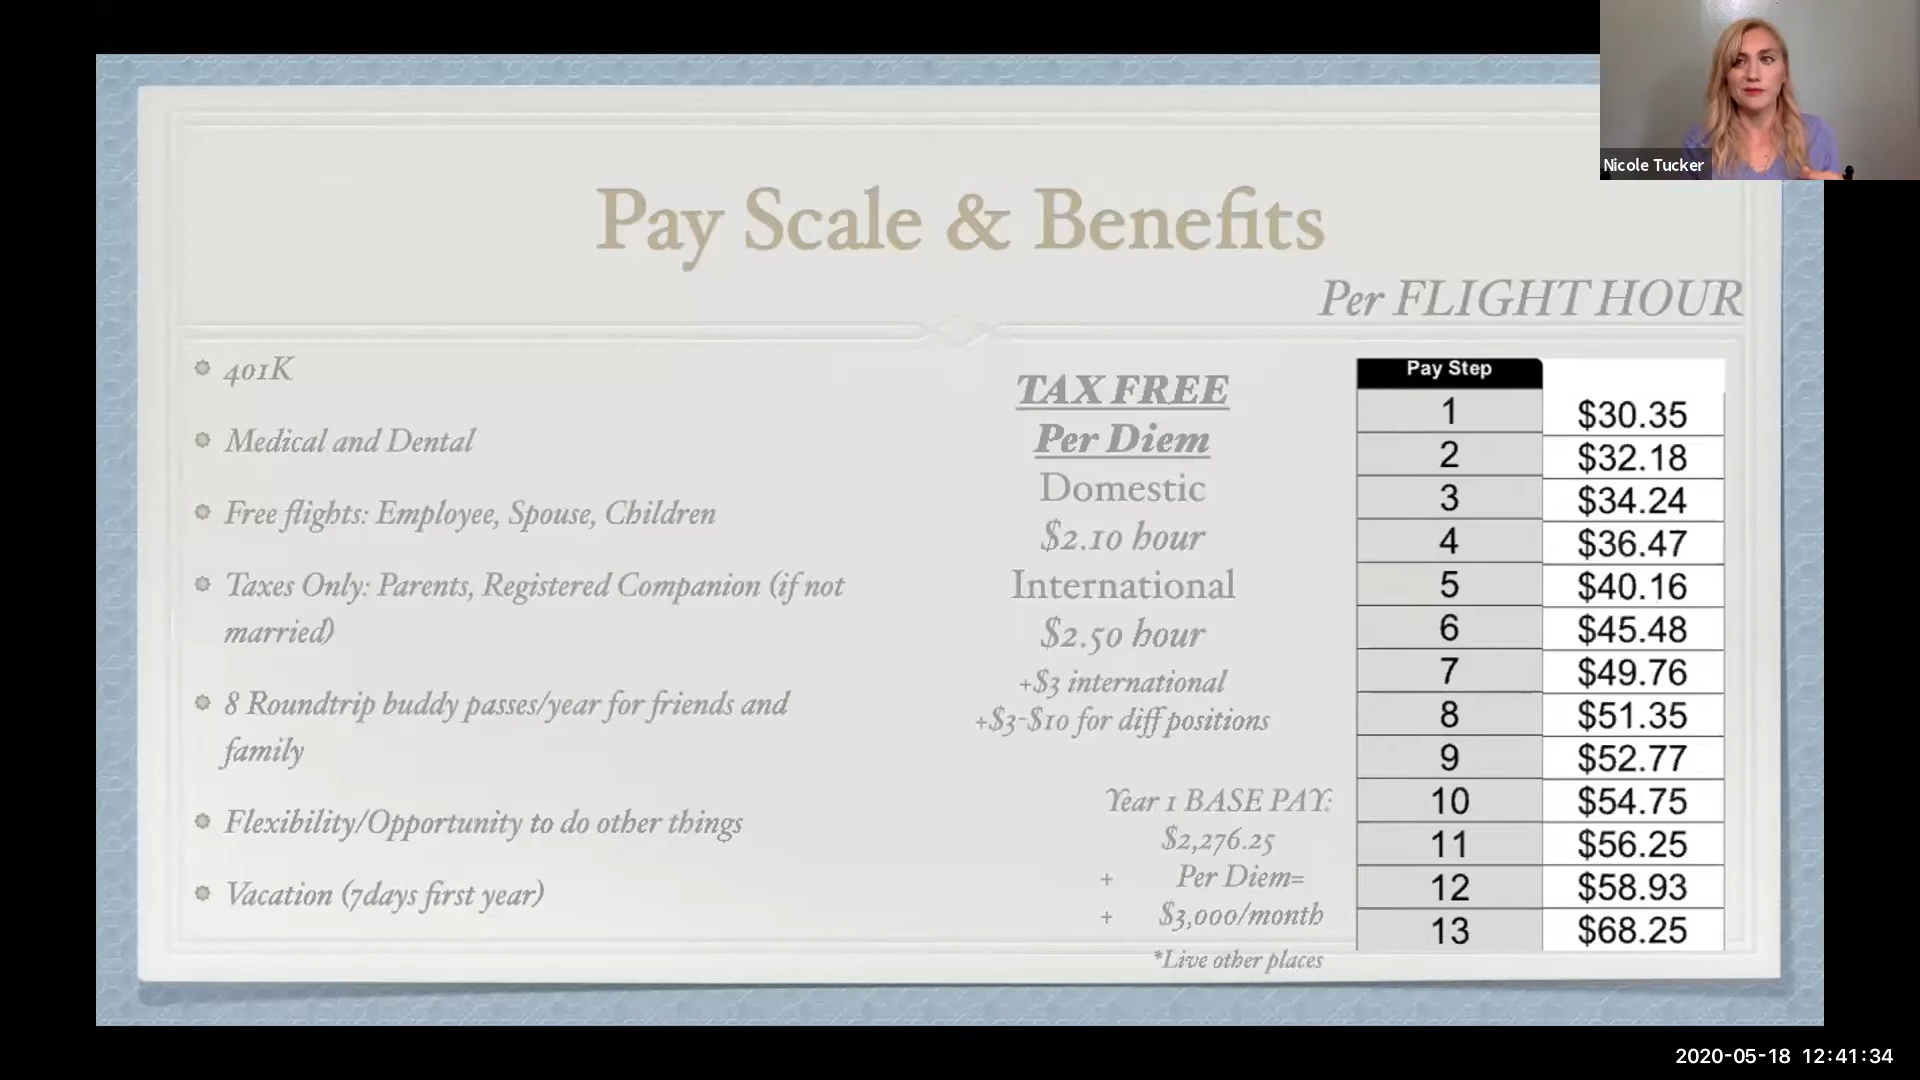 Nicole Tucker
Pay Scale & Benefits
Per FLIGHT HOUR
401K
Medical and Dental
Free flights: Employee, Spouse, Children
Taxes Only: Parents, Registered Companion (if not
married)
8 Roundtrip buddy passes/year for friends and
family
Flexibility/Opportunity to do other things
Vacation (7days first year)
TAX FREE
Per Diem
Domestic
$2.10 hour
International
$2.50 hour
+$3 international
+$3-$10 for diff positions
Year 1 BASE PAY:
$2,276.25
+ Per Diem=
+ $3,000/month
*Live other places
Pay Step
1 $30.35
2 $32.18
3 $34.24
4 $36.47
5 $40.16
6 $45.48
7 $49.76
8 $51.35
9 $52.77
10 $54.75
11 $56.25
12 $58.93
13 $68.25
2020-05-18 12:41:34